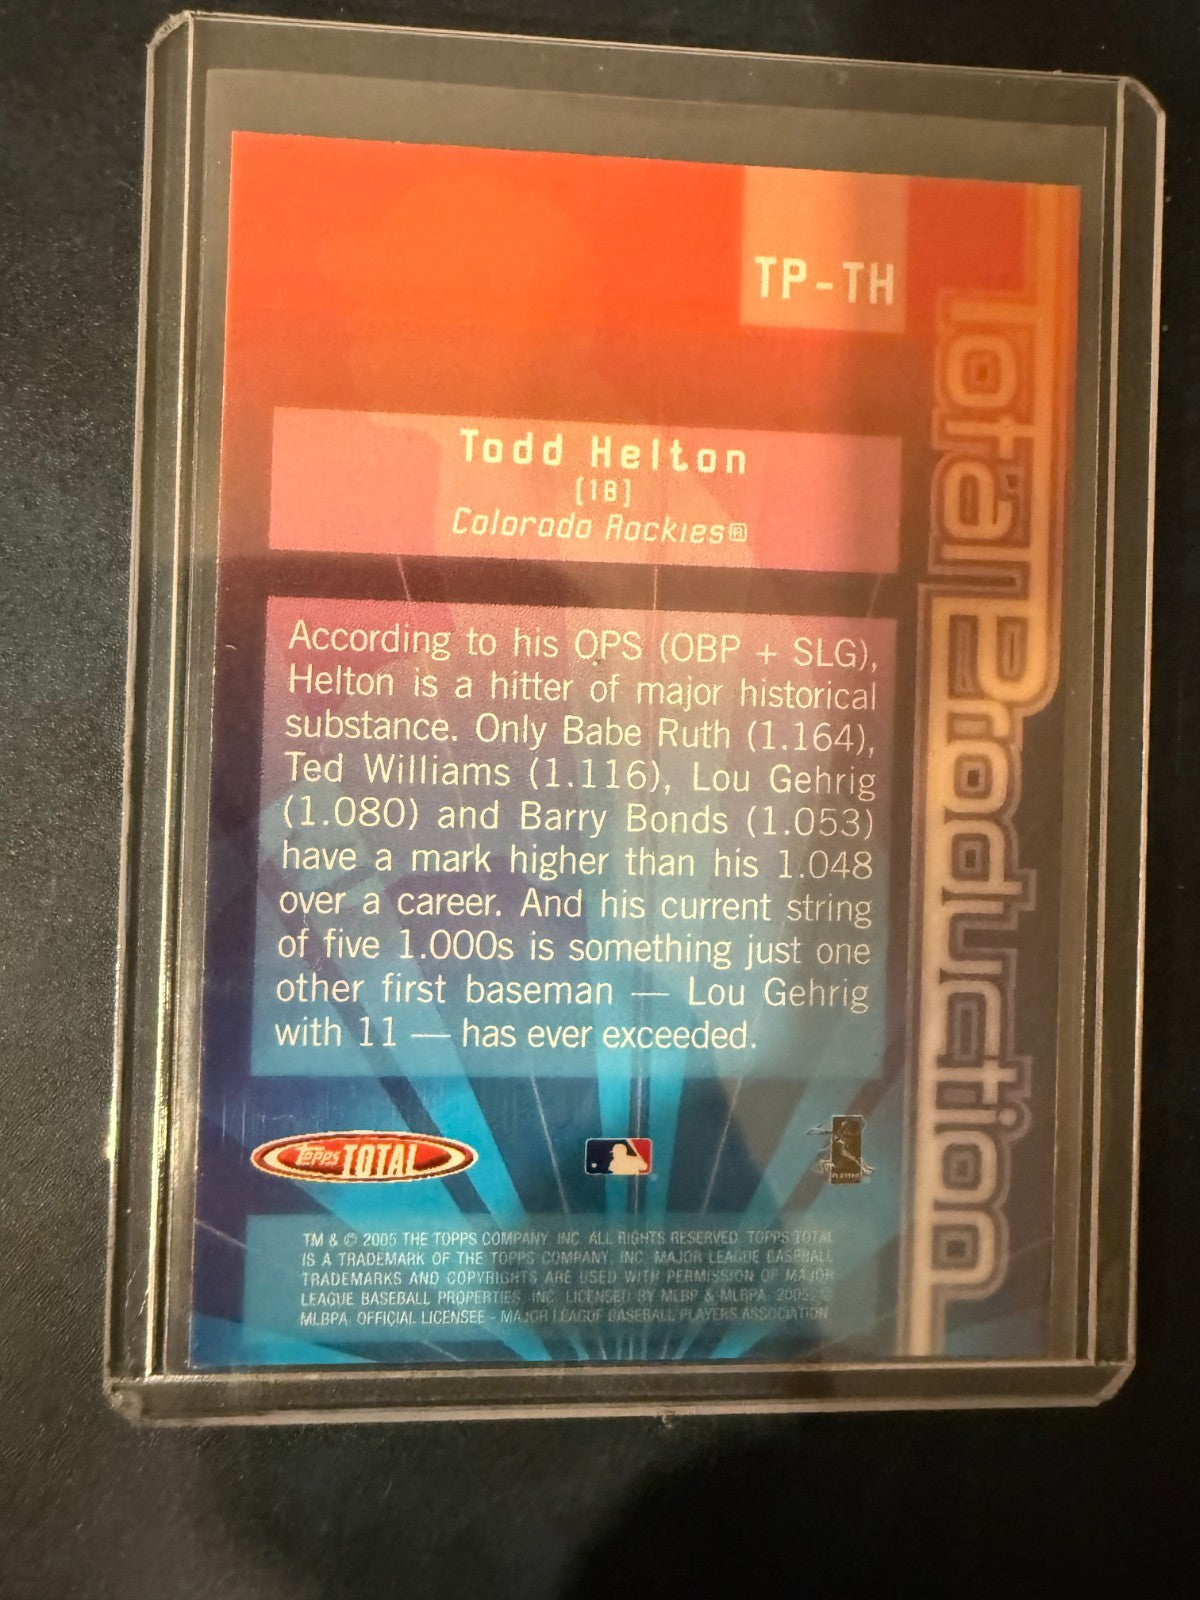 TP-TH
Total Production
Todd Helton
[1B]
Colorado Rockies®
According to his OPS (OBP + SLG),
Helton is a hitter of major historical
substance. Only Babe Ruth (1.164),
Ted Williams (1.116), Lou Gehrig
(1.080) and Barry Bonds (1.053)
have a mark higher than his 1.048
over a career. And his current string
of five 1.000s is something just one
other first baseman — Lou Gehrig
with 11 — has ever exceeded.
Topps TOTAL
TM & © 2005 THE TOPPS COMPANY, INC. ALL RIGHTS RESERVED. TOPPS TOTAL
IS A TRADEMARK OF THE TOPPS COMPANY, INC. MAJOR LEAGUE BASEBALL
TRADEMARKS AND COPYRIGHTS ARE USED WITH PERMISSION OF MAJOR
LEAGUE BASEBALL PROPERTIES, INC. LICENSED BY MLBP & MLBPA, 2005. ©
MLBPA, OFFICIAL LICENSEE - MAJOR LEAGUE BASEBALL PLAYERS ASSOCIATION